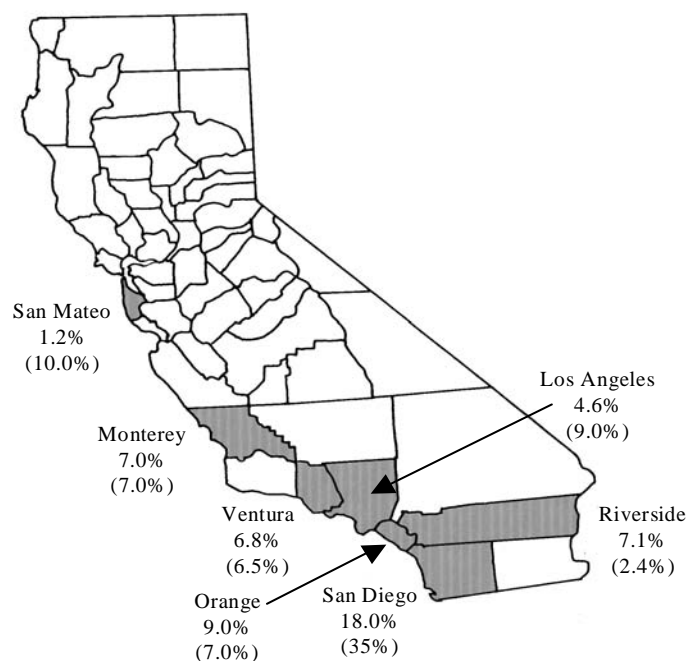 San Mateo
1.2%
(10.0%)
Los Angeles
4.6%
(9.0%)
Monterey
7.0%
(7.0%)
Ventura
6.8%
(6.5%)
Riverside
7.1%
(2.4%)
Orange
9.0%
(7.0%)
San Diego
18.0%
(35%)